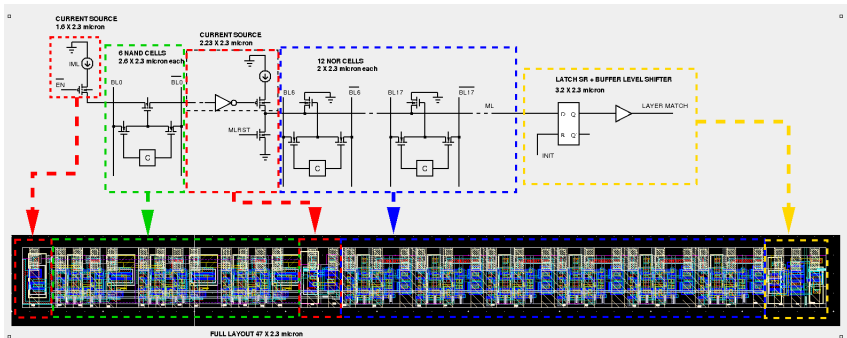 CURRENT SOURCE
1.6 X 2.3 micron
CURRENT SOURCE
2.23 X 2.3 micron
6 NAND CELLS
2.6 X 2.3 micron each
12 NOR CELLS
2 X 2.3 micron each
LATCH SR + BUFFER LEVEL SHIFTER
3.2 X 2.3 micron
IML
EN
BL0
BL0
BL6
BL6
BL17
BL17
ML
D Q
R Q
LAYER MATCH
MLRST
INIT
C
C
C
FULL LAYOUT 47 X 2.3 micron